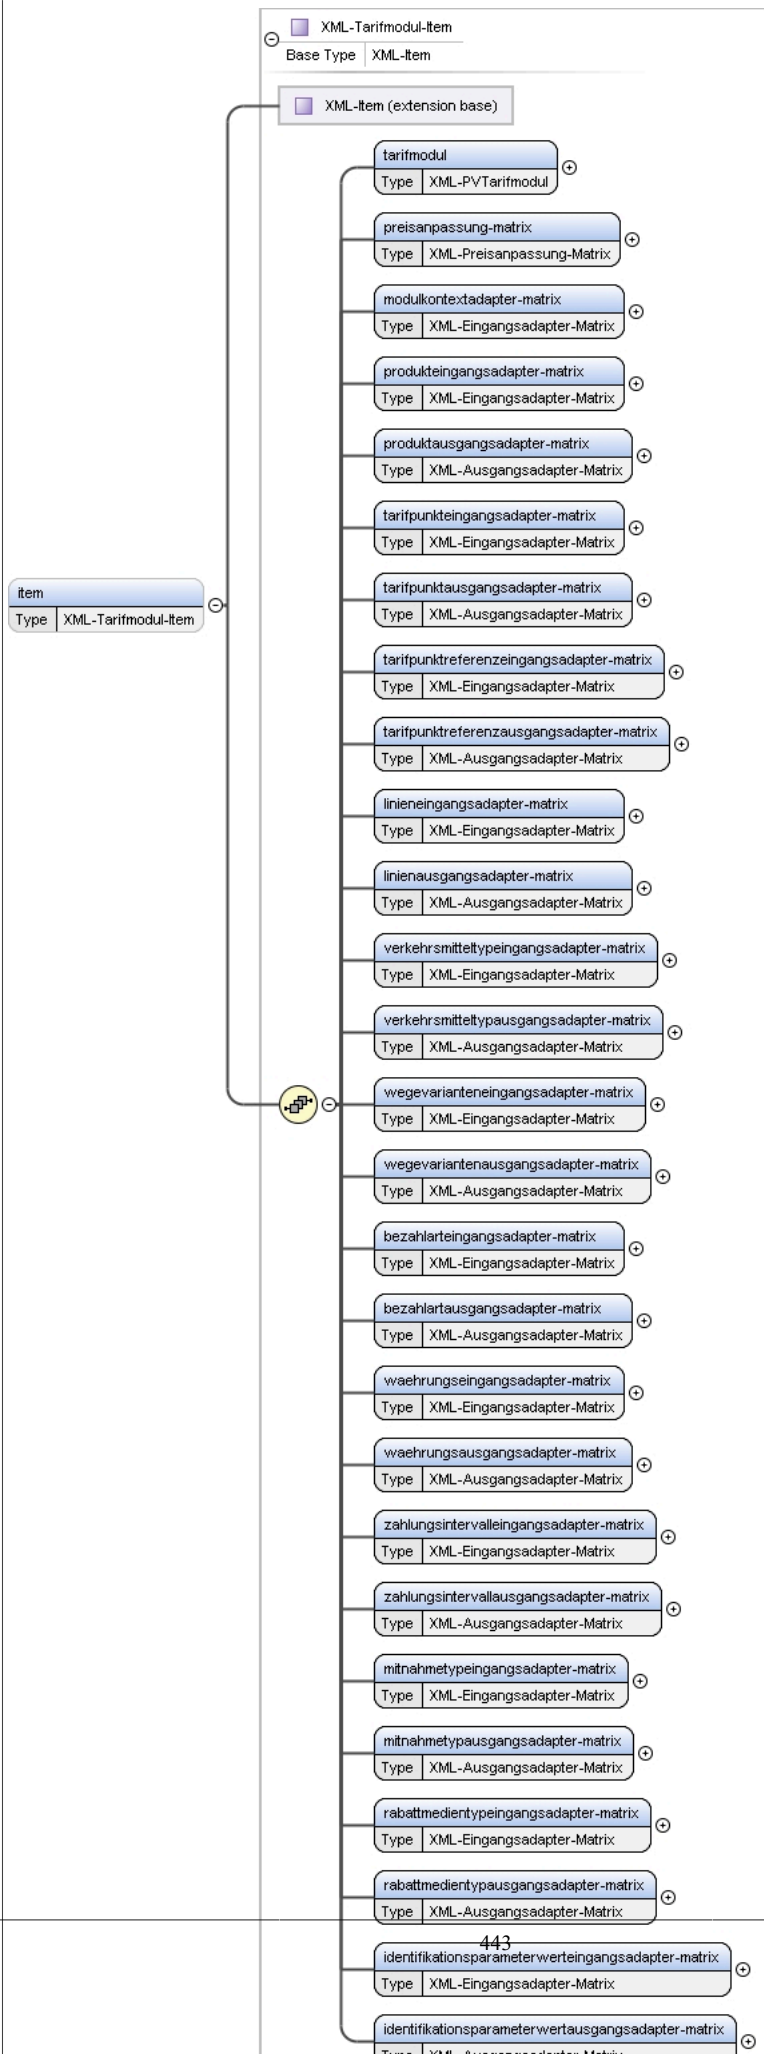 XML-Tarifmodul-Item
Base Type XML-Item
XML-Item (extension base)
tarifmodul
Type XML-PVTarifmodul
preisanpassung-matrix
Type XML-Preisanpassung-Matrix
modulkontextadapter-matrix
Type XML-Eingangsadapter-Matrix
produkteingangsadapter-matrix
Type XML-Eingangsadapter-Matrix
produktausgangsadapter-matrix
Type XML-Ausgangsadapter-Matrix
tarifpunkteingangsadapter-matrix
Type XML-Eingangsadapter-Matrix
tarifpunktausgangsadapter-matrix
Type XML-Ausgangsadapter-Matrix
item
Type XML-Tarifmodul-Item
tarifpunktreferenzeingangsadapter-matrix
Type XML-Eingangsadapter-Matrix
tarifpunktreferenzausgangsadapter-matrix
Type XML-Ausgangsadapter-Matrix
linieneingangsadapter-matrix
Type XML-Eingangsadapter-Matrix
linienausgangsadapter-matrix
Type XML-Ausgangsadapter-Matrix
verkehrsmitteltypeingangsadapter-matrix
Type XML-Eingangsadapter-Matrix
verkehrsmitteltypausgangsadapter-matrix
Type XML-Ausgangsadapter-Matrix
wegevarianteneingangsadapter-matrix
Type XML-Eingangsadapter-Matrix
wegevariantenausgangsadapter-matrix
Type XML-Ausgangsadapter-Matrix
bezahlarteingangsadapter-matrix
Type XML-Eingangsadapter-Matrix
bezahlartausgangsadapter-matrix
Type XML-Ausgangsadapter-Matrix
waehrungseingangsadapter-matrix
Type XML-Eingangsadapter-Matrix
waehrungsausgangsadapter-matrix
Type XML-Ausgangsadapter-Matrix
zahlungsintervalleingangsadapter-matrix
Type XML-Eingangsadapter-Matrix
zahlungsintervallausgangsadapter-matrix
Type XML-Ausgangsadapter-Matrix
mitnahmetypeingangsadapter-matrix
Type XML-Eingangsadapter-Matrix
mitnahmetypausgangsadapter-matrix
Type XML-Ausgangsadapter-Matrix
rabattmedientypeingangsadapter-matrix
Type XML-Eingangsadapter-Matrix
rabattmedientypausgangsadapter-matrix
Type XML-Ausgangsadapter-Matrix
443
identifikationsparameterwerteingangsadapter-matrix
Type XML-Eingangsadapter-Matrix
identifikationsparameterwertausgangsadapter-matrix
Type XML-Ausgangsadapter-Matrix